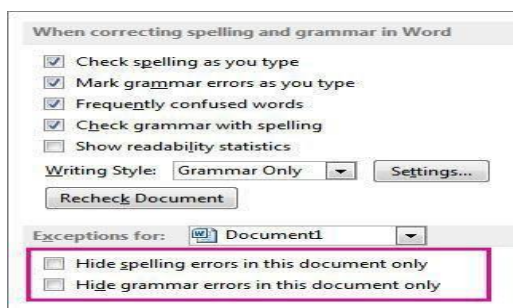 When correcting spelling and grammar in Word
Check spelling as you type
Mark grammar errors as you type
Frequently confused words
Check grammar with spelling
Show readability statistics
Writing Style: Grammar Only Settings...
Recheck Document
Exceptions for: Document1
Hide spelling errors in this document only
Hide grammar errors in this document only